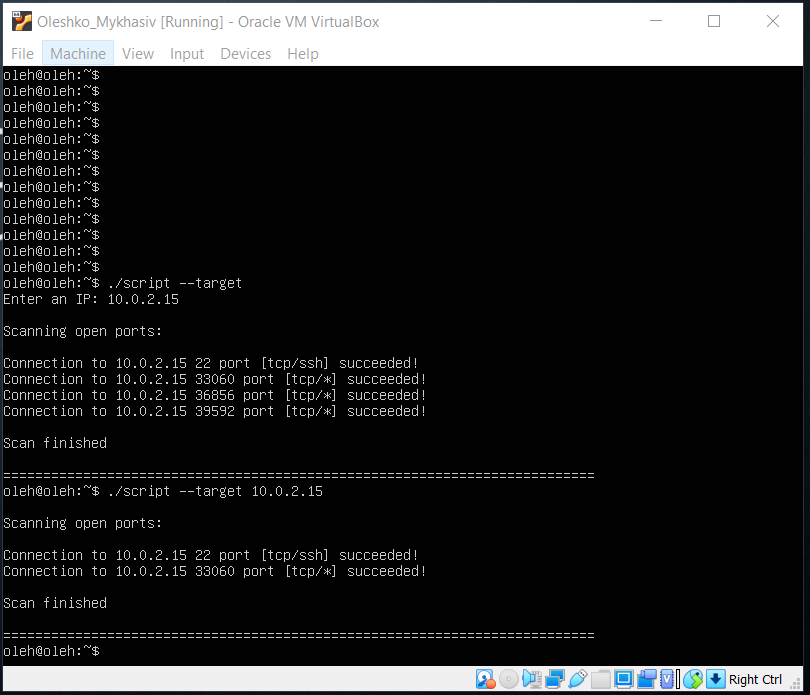 Oleshko_Mykhasiv [Running] - Oracle VM VirtualBox
File Machine View Input Devices Help
oleh@oleh:~$
oleh@oleh:~$
oleh@oleh:~$
oleh@oleh:~$
oleh@oleh:~$
oleh@oleh:~$
oleh@oleh:~$
oleh@oleh:~$
oleh@oleh:~$
oleh@oleh:~$
oleh@oleh:~$
oleh@oleh:~$
oleh@oleh:~$
oleh@oleh:~$ ./script --target
Enter an IP: 10.0.2.15
Scanning open ports:
Connection to 10.0.2.15 22 port [tcp/ssh] succeeded!
Connection to 10.0.2.15 33060 port [tcp/*] succeeded!
Connection to 10.0.2.15 36856 port [tcp/*] succeeded!
Connection to 10.0.2.15 39592 port [tcp/*] succeeded!
Scan finished
==========================================================================
oleh@oleh:~$ ./script --target 10.0.2.15
Scanning open ports:
Connection to 10.0.2.15 22 port [tcp/ssh] succeeded!
Connection to 10.0.2.15 33060 port [tcp/*] succeeded!
Scan finished
==========================================================================
oleh@oleh:~$
Right Ctrl